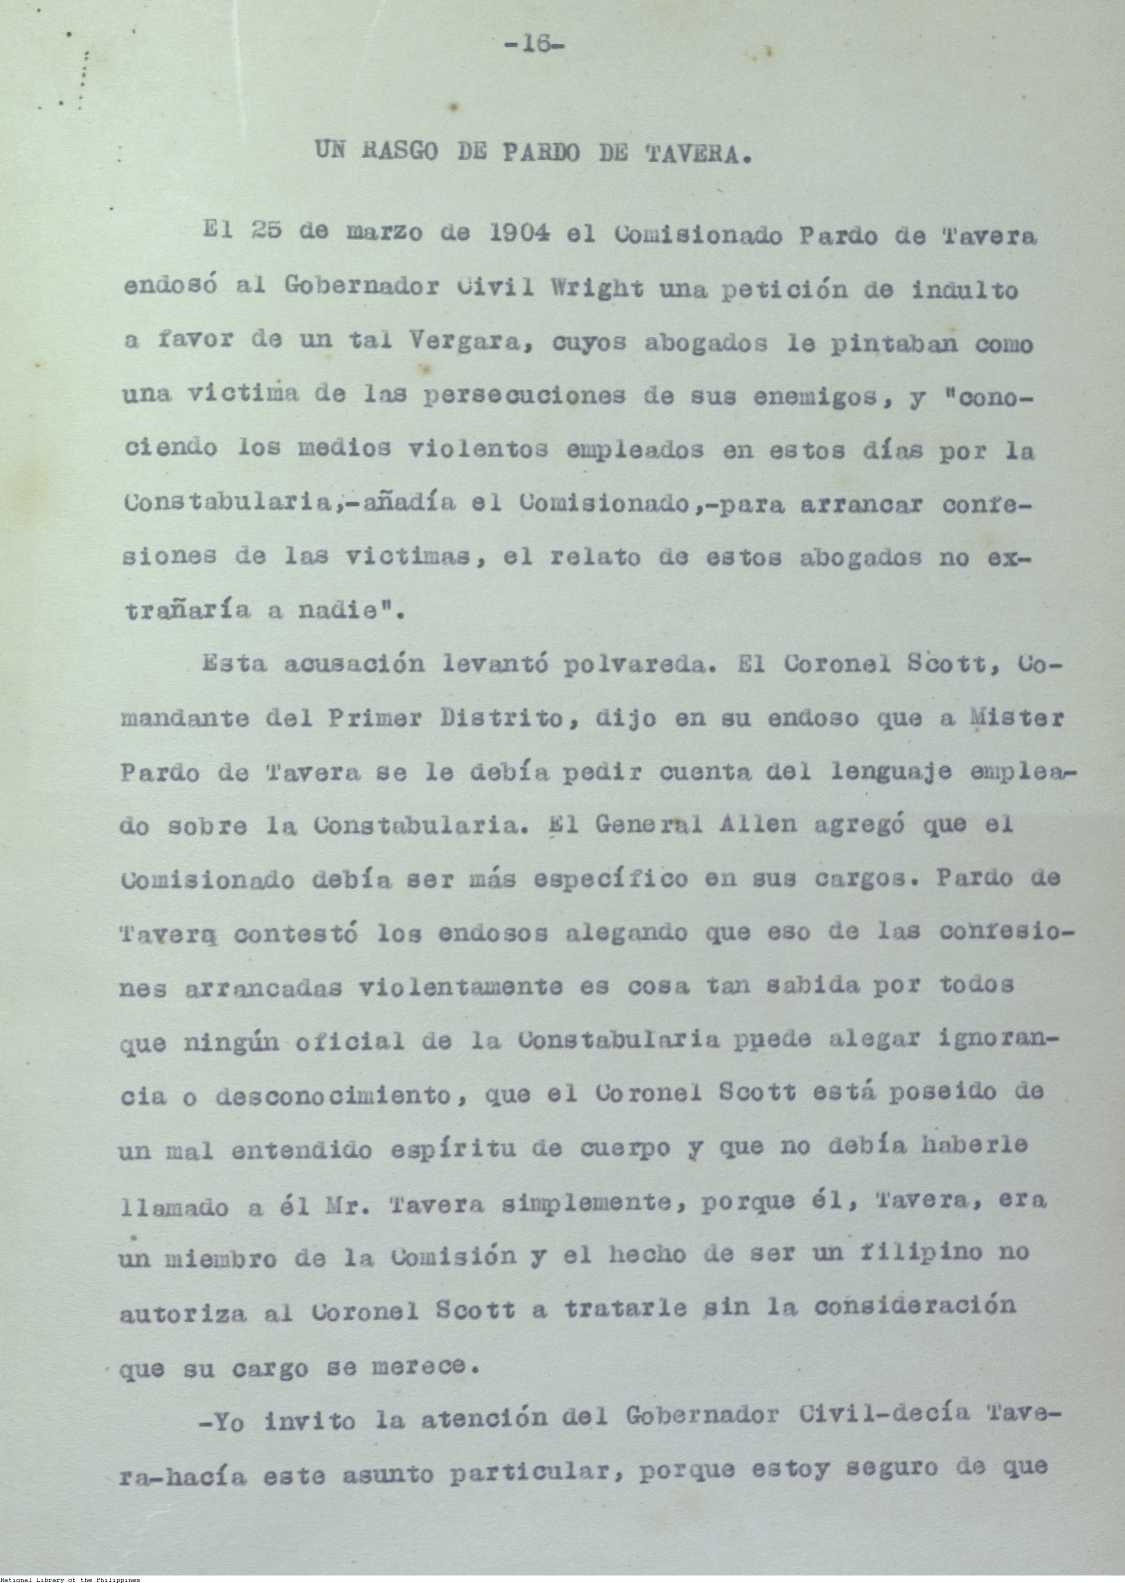 -16-
UN RASGO DE PARDO DE TAVERA.
El 25 de marzo de 1904 el Comisionado Pardo de Tavera
endosó al Gobernador Civil Wright una petición de indulto
a favor de un tal Vergara, cuyos abogados le pintaban como
una victima de las persecuciones de sus enemigos, y "cono-
ciendo los medios violentos empleados en estos días por la
Constabularia,-añadía el Comisionado,-para arrancar confe-
siones de las victimas, el relato de estos abogados no ex-
trañaría a nadie".
Esta acusación levantó polvareda. El Coronel Scott, Co-
mandante del Primer Distrito, dijo en su endoso que a Mister
Pardo de Tavera se le debía pedir cuenta del lenguaje emplea-
do sobre la Constabularia. El General Allen agregó que el
Comisionado debía ser más específico en sus cargos. Pardo de
Tavera contestó los endosos alegando que eso de las confesio-
nes arrancadas violentamente es cosa tan sabida por todos
que ningún oficial de la Constabularia puede alegar ignoran-
cia o desconocimiento, que el Coronel Scott está poseido de
un mal entendido espíritu de cuerpo y que no debía haberle
llamado a él Mr. Tavera simplemente, porque él, Tavera, era
un miembro de la Comisión y el hecho de ser un filipino no
autoriza al Coronel Scott a tratarle sin la consideración
que su cargo se merece.
-Yo invito la atención del Gobernador Civil-decía Tave-
ra-hacía este asunto particular, porque estoy seguro de que
National Library of the Philippines